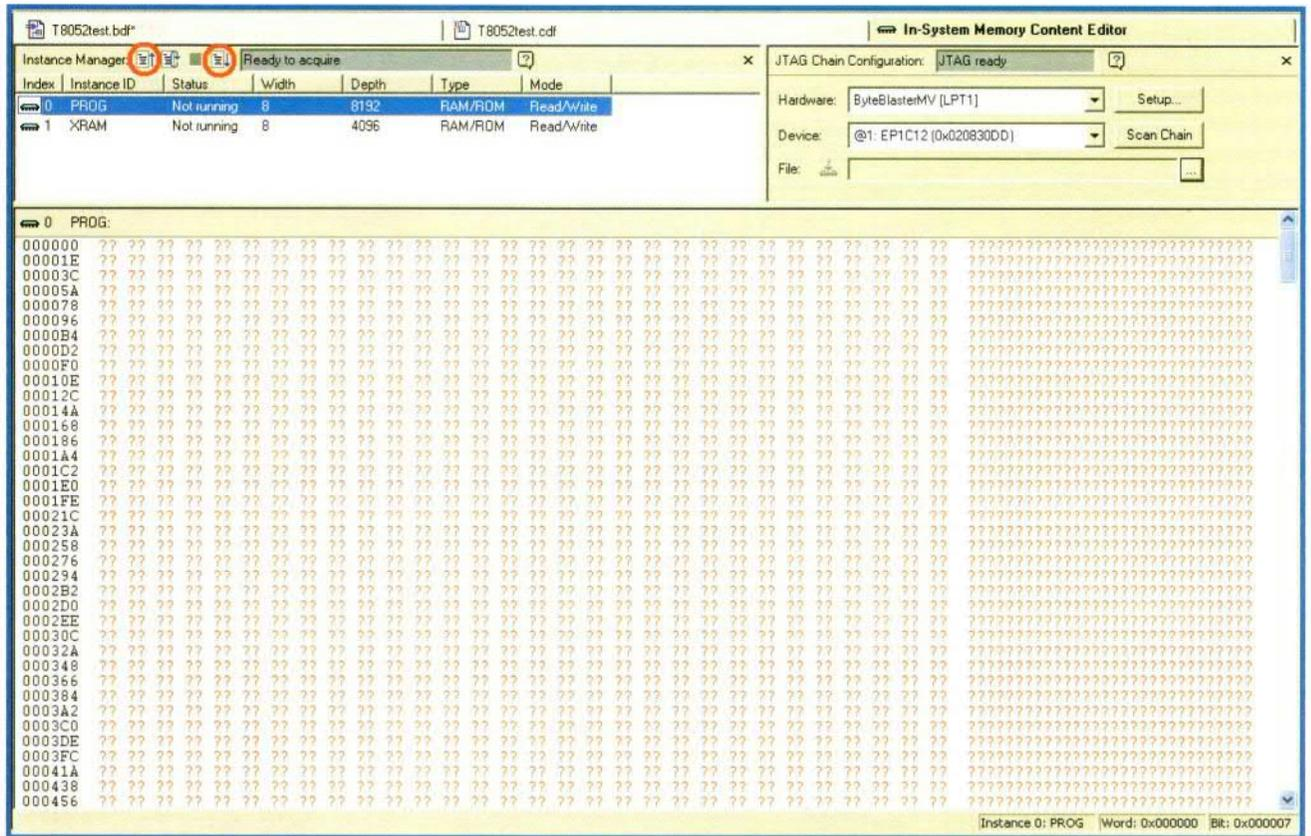 T8052test.bdf*
T8052test.cdf
In-System Memory Content Editor
Instance Manager: Ready to acquire
Index Instance ID Status Width Depth Type Mode
0 PROG Not running 8 8192 RAM/ROM Read/Write
1 XRAM Not running 8 4096 RAM/ROM Read/Write
JTAG Chain Configuration: JTAG ready
Hardware: ByteBlasterMV [LPT1] Setup...
Device: @1: EP1C12 (0x020830DD) Scan Chain
File: ...
0 PROG:
000000 ?? ?? ?? ?? ?? ?? ?? ?? ?? ?? ?? ?? ?? ?? ?? ?? ?? ?? ?? ?? ?? ?? ?? ?? ?? ?? ?? ?? ?? ?? ??????????????????????????????
00001E ?? ?? ?? ?? ?? ?? ?? ?? ?? ?? ?? ?? ?? ?? ?? ?? ?? ?? ?? ?? ?? ?? ?? ?? ?? ?? ?? ?? ?? ?? ??????????????????????????????
00003C ?? ?? ?? ?? ?? ?? ?? ?? ?? ?? ?? ?? ?? ?? ?? ?? ?? ?? ?? ?? ?? ?? ?? ?? ?? ?? ?? ?? ?? ?? ??????????????????????????????
00005A ?? ?? ?? ?? ?? ?? ?? ?? ?? ?? ?? ?? ?? ?? ?? ?? ?? ?? ?? ?? ?? ?? ?? ?? ?? ?? ?? ?? ?? ?? ??????????????????????????????
000078 ?? ?? ?? ?? ?? ?? ?? ?? ?? ?? ?? ?? ?? ?? ?? ?? ?? ?? ?? ?? ?? ?? ?? ?? ?? ?? ?? ?? ?? ?? ??????????????????????????????
000096 ?? ?? ?? ?? ?? ?? ?? ?? ?? ?? ?? ?? ?? ?? ?? ?? ?? ?? ?? ?? ?? ?? ?? ?? ?? ?? ?? ?? ?? ?? ??????????????????????????????
0000B4 ?? ?? ?? ?? ?? ?? ?? ?? ?? ?? ?? ?? ?? ?? ?? ?? ?? ?? ?? ?? ?? ?? ?? ?? ?? ?? ?? ?? ?? ?? ??????????????????????????????
0000D2 ?? ?? ?? ?? ?? ?? ?? ?? ?? ?? ?? ?? ?? ?? ?? ?? ?? ?? ?? ?? ?? ?? ?? ?? ?? ?? ?? ?? ?? ?? ??????????????????????????????
0000F0 ?? ?? ?? ?? ?? ?? ?? ?? ?? ?? ?? ?? ?? ?? ?? ?? ?? ?? ?? ?? ?? ?? ?? ?? ?? ?? ?? ?? ?? ?? ??????????????????????????????
00010E ?? ?? ?? ?? ?? ?? ?? ?? ?? ?? ?? ?? ?? ?? ?? ?? ?? ?? ?? ?? ?? ?? ?? ?? ?? ?? ?? ?? ?? ?? ??????????????????????????????
00012C ?? ?? ?? ?? ?? ?? ?? ?? ?? ?? ?? ?? ?? ?? ?? ?? ?? ?? ?? ?? ?? ?? ?? ?? ?? ?? ?? ?? ?? ?? ??????????????????????????????
00014A ?? ?? ?? ?? ?? ?? ?? ?? ?? ?? ?? ?? ?? ?? ?? ?? ?? ?? ?? ?? ?? ?? ?? ?? ?? ?? ?? ?? ?? ?? ??????????????????????????????
000168 ?? ?? ?? ?? ?? ?? ?? ?? ?? ?? ?? ?? ?? ?? ?? ?? ?? ?? ?? ?? ?? ?? ?? ?? ?? ?? ?? ?? ?? ?? ??????????????????????????????
000186 ?? ?? ?? ?? ?? ?? ?? ?? ?? ?? ?? ?? ?? ?? ?? ?? ?? ?? ?? ?? ?? ?? ?? ?? ?? ?? ?? ?? ?? ?? ??????????????????????????????
0001A4 ?? ?? ?? ?? ?? ?? ?? ?? ?? ?? ?? ?? ?? ?? ?? ?? ?? ?? ?? ?? ?? ?? ?? ?? ?? ?? ?? ?? ?? ?? ??????????????????????????????
0001C2 ?? ?? ?? ?? ?? ?? ?? ?? ?? ?? ?? ?? ?? ?? ?? ?? ?? ?? ?? ?? ?? ?? ?? ?? ?? ?? ?? ?? ?? ?? ??????????????????????????????
0001E0 ?? ?? ?? ?? ?? ?? ?? ?? ?? ?? ?? ?? ?? ?? ?? ?? ?? ?? ?? ?? ?? ?? ?? ?? ?? ?? ?? ?? ?? ?? ??????????????????????????????
0001FE ?? ?? ?? ?? ?? ?? ?? ?? ?? ?? ?? ?? ?? ?? ?? ?? ?? ?? ?? ?? ?? ?? ?? ?? ?? ?? ?? ?? ?? ?? ??????????????????????????????
00021C ?? ?? ?? ?? ?? ?? ?? ?? ?? ?? ?? ?? ?? ?? ?? ?? ?? ?? ?? ?? ?? ?? ?? ?? ?? ?? ?? ?? ?? ?? ??????????????????????????????
00023A ?? ?? ?? ?? ?? ?? ?? ?? ?? ?? ?? ?? ?? ?? ?? ?? ?? ?? ?? ?? ?? ?? ?? ?? ?? ?? ?? ?? ?? ?? ??????????????????????????????
000258 ?? ?? ?? ?? ?? ?? ?? ?? ?? ?? ?? ?? ?? ?? ?? ?? ?? ?? ?? ?? ?? ?? ?? ?? ?? ?? ?? ?? ?? ?? ??????????????????????????????
000276 ?? ?? ?? ?? ?? ?? ?? ?? ?? ?? ?? ?? ?? ?? ?? ?? ?? ?? ?? ?? ?? ?? ?? ?? ?? ?? ?? ?? ?? ?? ??????????????????????????????
000294 ?? ?? ?? ?? ?? ?? ?? ?? ?? ?? ?? ?? ?? ?? ?? ?? ?? ?? ?? ?? ?? ?? ?? ?? ?? ?? ?? ?? ?? ?? ??????????????????????????????
0002B2 ?? ?? ?? ?? ?? ?? ?? ?? ?? ?? ?? ?? ?? ?? ?? ?? ?? ?? ?? ?? ?? ?? ?? ?? ?? ?? ?? ?? ?? ?? ??????????????????????????????
0002D0 ?? ?? ?? ?? ?? ?? ?? ?? ?? ?? ?? ?? ?? ?? ?? ?? ?? ?? ?? ?? ?? ?? ?? ?? ?? ?? ?? ?? ?? ?? ??????????????????????????????
0002EE ?? ?? ?? ?? ?? ?? ?? ?? ?? ?? ?? ?? ?? ?? ?? ?? ?? ?? ?? ?? ?? ?? ?? ?? ?? ?? ?? ?? ?? ?? ??????????????????????????????
00030C ?? ?? ?? ?? ?? ?? ?? ?? ?? ?? ?? ?? ?? ?? ?? ?? ?? ?? ?? ?? ?? ?? ?? ?? ?? ?? ?? ?? ?? ?? ??????????????????????????????
00032A ?? ?? ?? ?? ?? ?? ?? ?? ?? ?? ?? ?? ?? ?? ?? ?? ?? ?? ?? ?? ?? ?? ?? ?? ?? ?? ?? ?? ?? ?? ??????????????????????????????
000348 ?? ?? ?? ?? ?? ?? ?? ?? ?? ?? ?? ?? ?? ?? ?? ?? ?? ?? ?? ?? ?? ?? ?? ?? ?? ?? ?? ?? ?? ?? ??????????????????????????????
000366 ?? ?? ?? ?? ?? ?? ?? ?? ?? ?? ?? ?? ?? ?? ?? ?? ?? ?? ?? ?? ?? ?? ?? ?? ?? ?? ?? ?? ?? ?? ??????????????????????????????
000384 ?? ?? ?? ?? ?? ?? ?? ?? ?? ?? ?? ?? ?? ?? ?? ?? ?? ?? ?? ?? ?? ?? ?? ?? ?? ?? ?? ?? ?? ?? ??????????????????????????????
0003A2 ?? ?? ?? ?? ?? ?? ?? ?? ?? ?? ?? ?? ?? ?? ?? ?? ?? ?? ?? ?? ?? ?? ?? ?? ?? ?? ?? ?? ?? ?? ??????????????????????????????
0003C0 ?? ?? ?? ?? ?? ?? ?? ?? ?? ?? ?? ?? ?? ?? ?? ?? ?? ?? ?? ?? ?? ?? ?? ?? ?? ?? ?? ?? ?? ?? ??????????????????????????????
0003DE ?? ?? ?? ?? ?? ?? ?? ?? ?? ?? ?? ?? ?? ?? ?? ?? ?? ?? ?? ?? ?? ?? ?? ?? ?? ?? ?? ?? ?? ?? ??????????????????????????????
0003FC ?? ?? ?? ?? ?? ?? ?? ?? ?? ?? ?? ?? ?? ?? ?? ?? ?? ?? ?? ?? ?? ?? ?? ?? ?? ?? ?? ?? ?? ?? ??????????????????????????????
00041A ?? ?? ?? ?? ?? ?? ?? ?? ?? ?? ?? ?? ?? ?? ?? ?? ?? ?? ?? ?? ?? ?? ?? ?? ?? ?? ?? ?? ?? ?? ??????????????????????????????
000438 ?? ?? ?? ?? ?? ?? ?? ?? ?? ?? ?? ?? ?? ?? ?? ?? ?? ?? ?? ?? ?? ?? ?? ?? ?? ?? ?? ?? ?? ?? ??????????????????????????????
000456 ?? ?? ?? ?? ?? ?? ?? ?? ?? ?? ?? ?? ?? ?? ?? ?? ?? ?? ?? ?? ?? ?? ?? ?? ?? ?? ?? ?? ?? ?? ??????????????????????????????
Instance 0: PROG Word: 0x000000 Bit: 0x000007